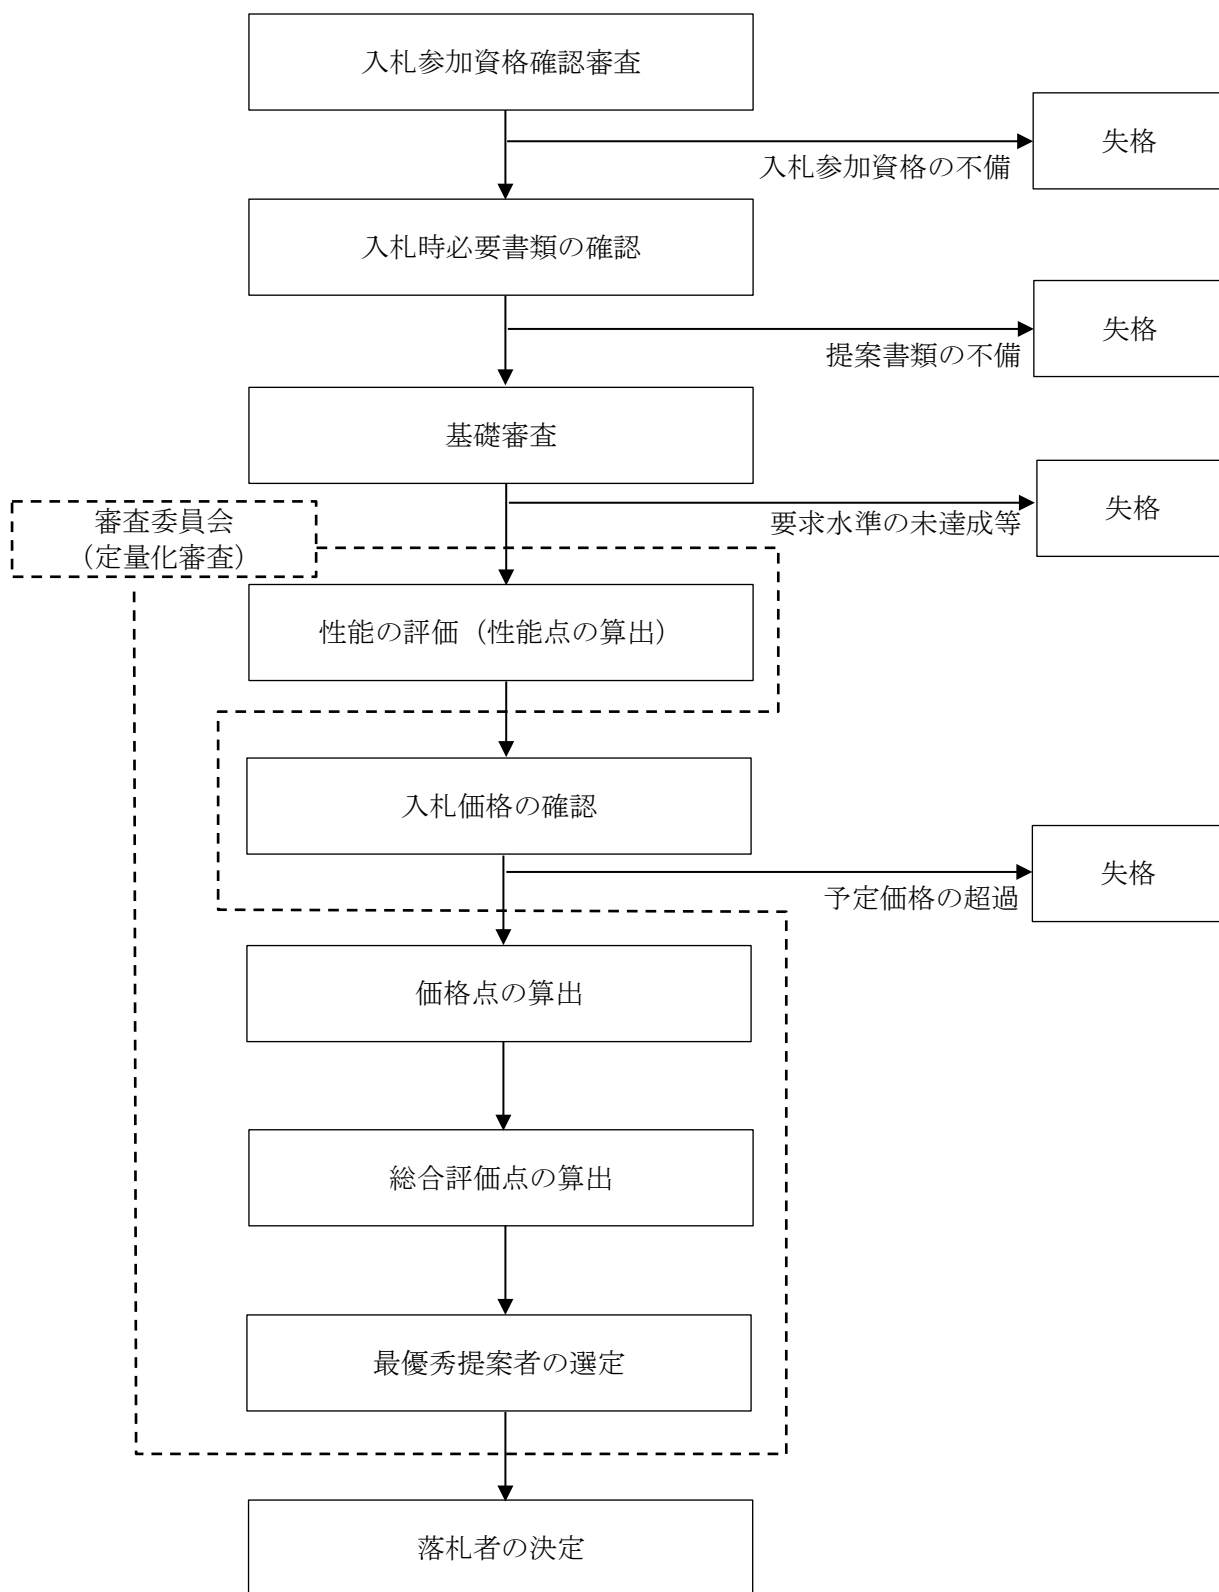 入札参加資格確認審査
失格
入札参加資格の不備
入札時必要書類の確認
失格
提案書類の不備
基礎審査
失格
要求水準の未達成等
審査委員会
（定量化審査）
性能の評価（性能点の算出）
入札価格の確認
失格
予定価格の超過
価格点の算出
総合評価点の算出
最優秀提案者の選定
落札者の決定